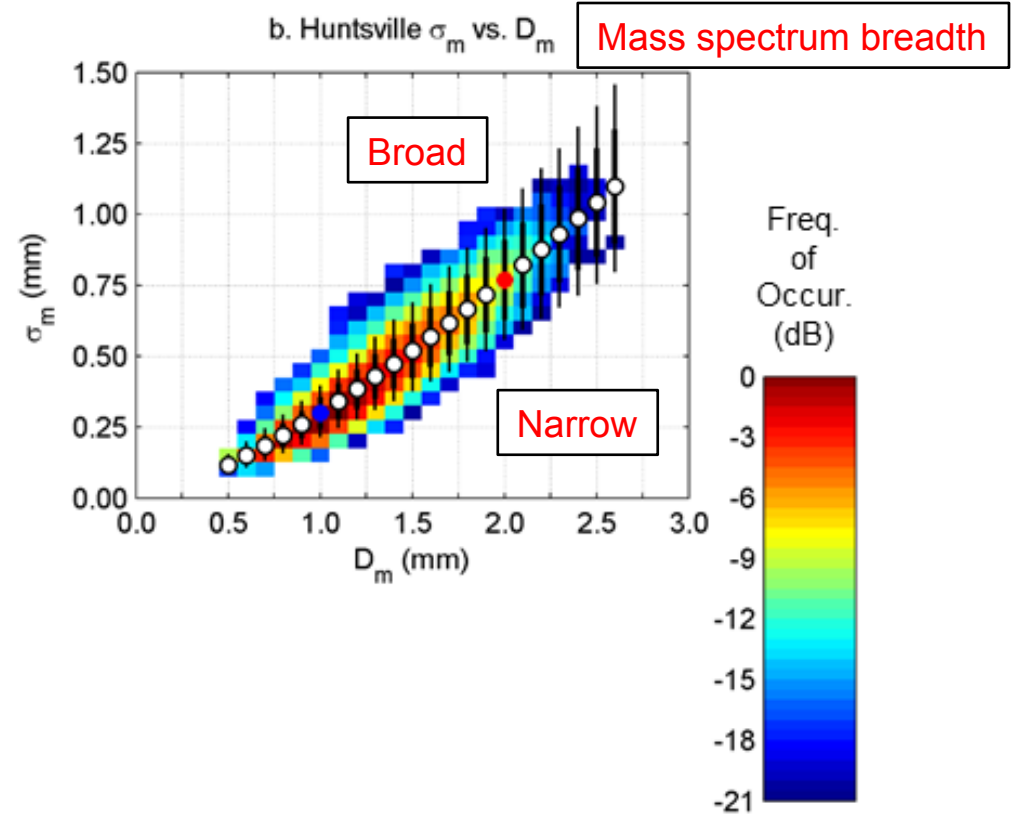 b. Huntsville σm vs. Dm
Mass spectrum breadth
Broad
Narrow
σm (mm)
1.50
1.25
1.00
0.75
0.50
0.25
0.00
0.0 0.5 1.0 1.5 2.0 2.5 3.0
Dm (mm)
Freq.
of
Occur.
(dB)
0
-3
-6
-9
-12
-15
-18
-21